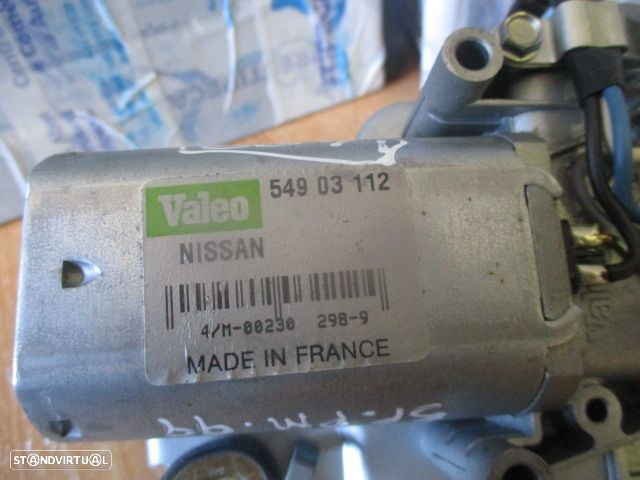 Valeo 549 03 112
NISSAN
4/M-00230 298-9
MADE IN FRANCE
STANDVIRTUAL